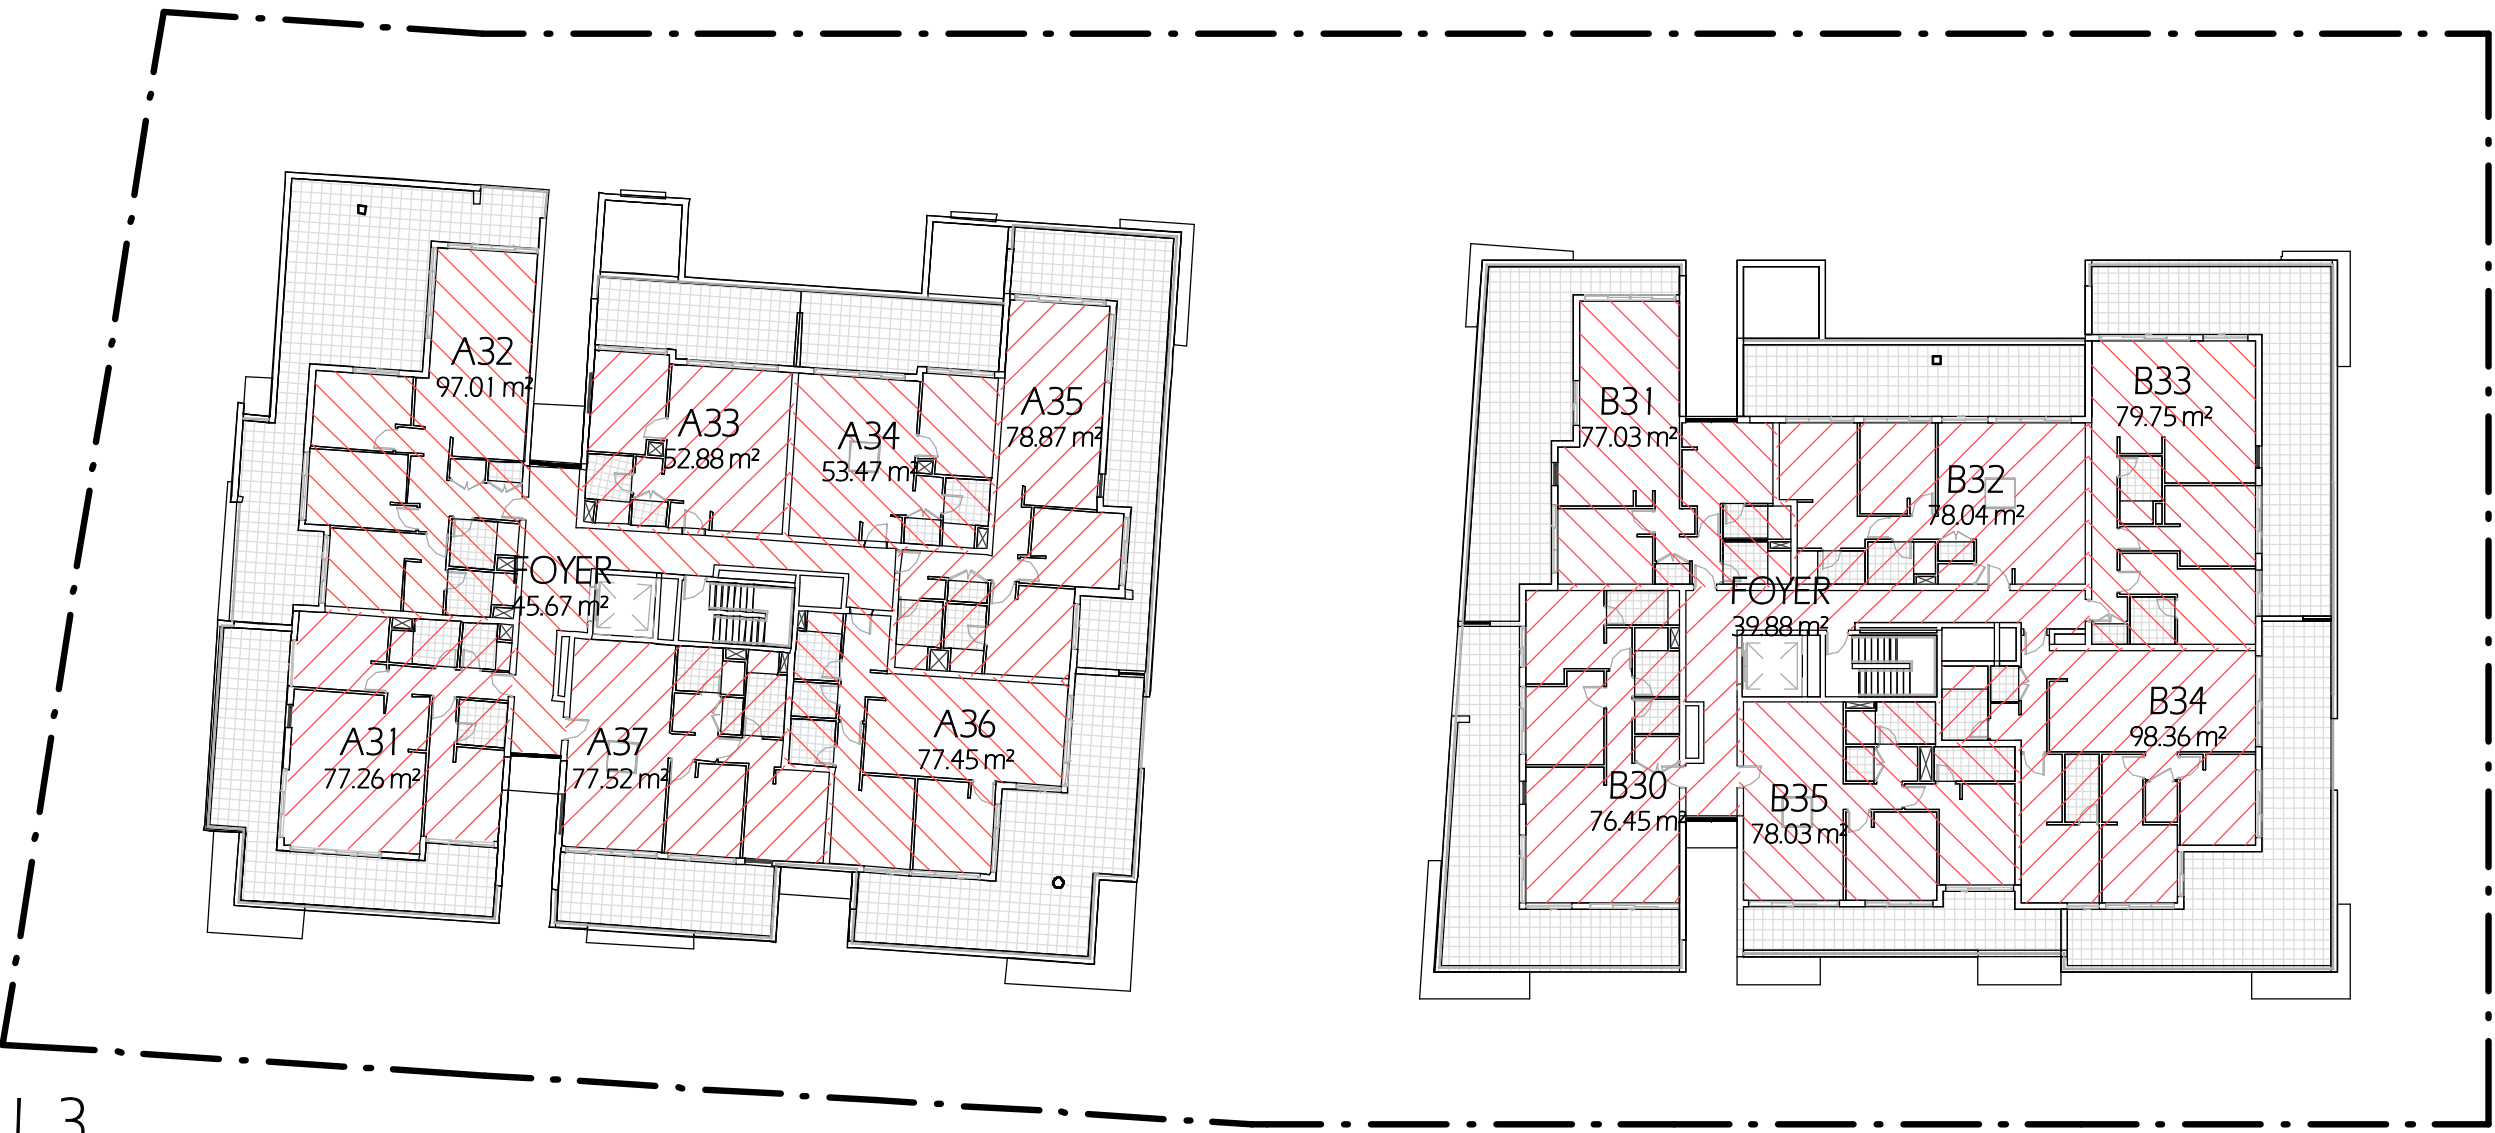 A32
97.01 m²
A33
52.88 m²
A34
53.47 m²
A35
78.87 m²
FOYER
45.67 m²
A31
77.26 m²
A37
77.52 m²
A36
77.45 m²
B31
77.03 m²
B33
79.75 m²
B32
78.04 m²
FOYER
39.88 m²
B34
98.36 m²
B30
76.45 m²
B35
78.03 m²
L3